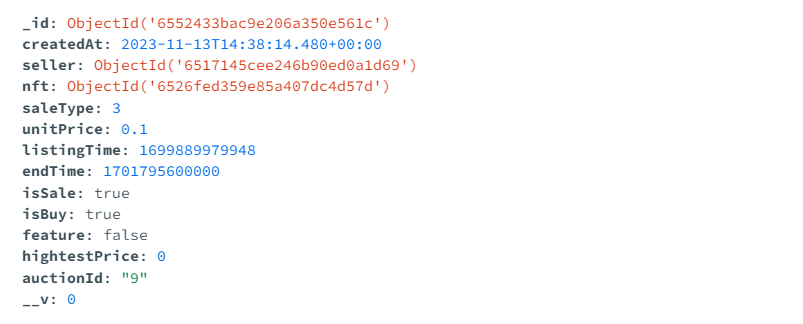 _id: ObjectId('6552433bac9e206a350e561c')
createdAt: 2023-11-13T14:38:14.480+00:00
seller: ObjectId('6517145cee246b90ed0a1d69')
nft: ObjectId('6526fed359e85a407dc4d57d')
saleType: 3
unitPrice: 0.1
listingTime: 1699889979948
endTime: 1701795600000
isSale: true
isBuy: true
feature: false
hightestPrice: 0
auctionId: "9"
__v: 0